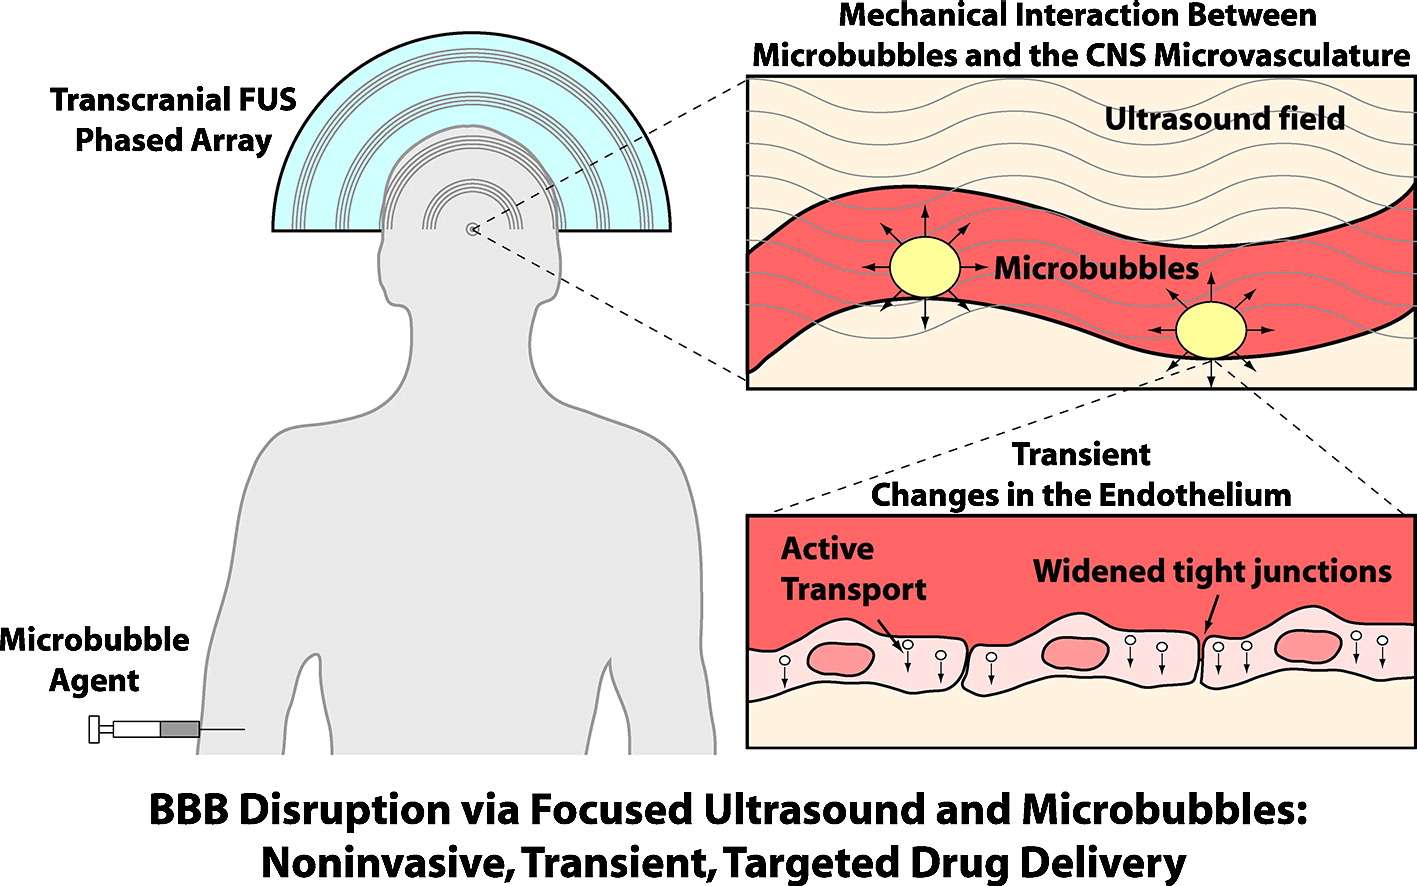 Transcranial FUS
Phased Array
Mechanical Interaction Between
Microbubbles and the CNS Microvasculature
Ultrasound field
Microbubbles
Transient
Changes in the Endothelium
Active
Transport
Widened tight junctions
Microbubble
Agent
BBB Disruption via Focused Ultrasound and Microbubbles:
Noninvasive, Transient, Targeted Drug Delivery